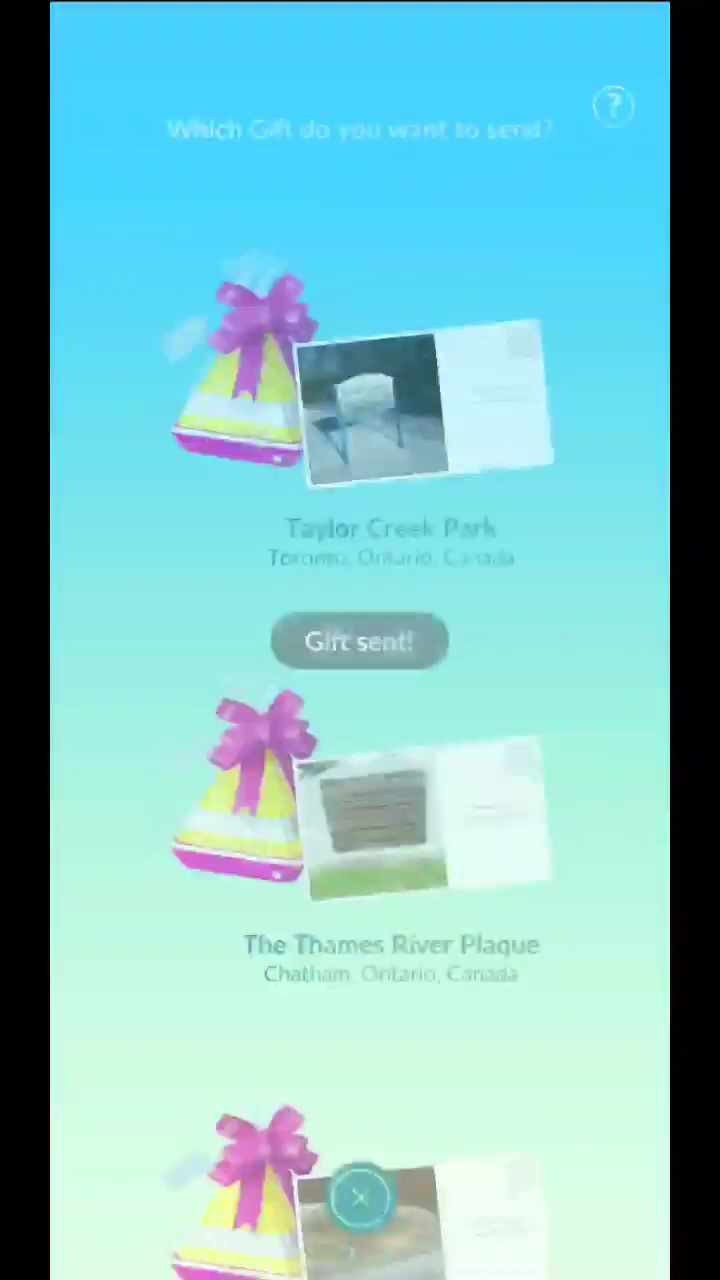 ?
Which Gift do you want to send?
Taylor Creek Park
Toronto, Ontario, Canada
Gift sent!
The Thames River Plaque
Chatham, Ontario, Canada